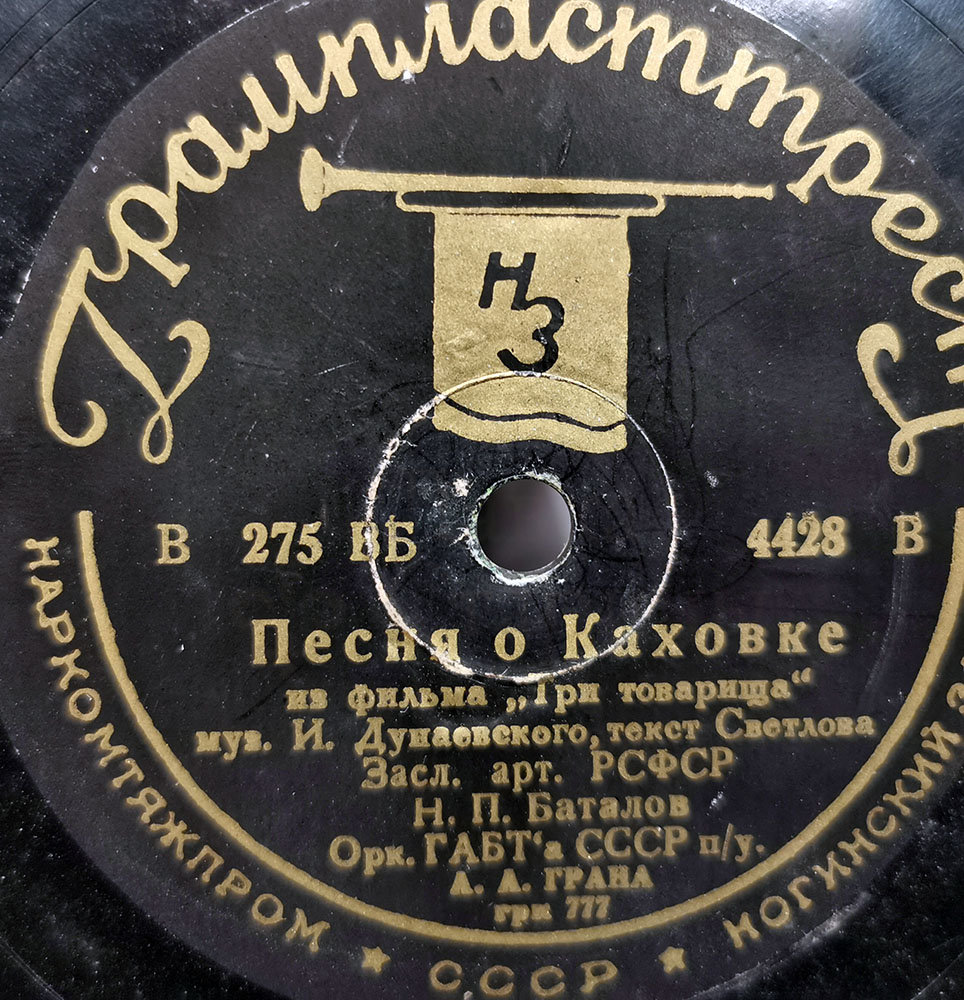 Грампласттрест
НЗ
В 275 ВБ 4428 В
Песня о Каховке
из фильма „Три товарища“
муз. И. Дунаевского, текст Светлова
Засл. арт. РСФСР
Н. П. Баталов
Орк. ГАБТ‘а СССР п/у.
А. А. ГРАНА
грк 777
НАРКОМТЯЖПРОМ ★ СССР ★ НОГИНСКИЙ З